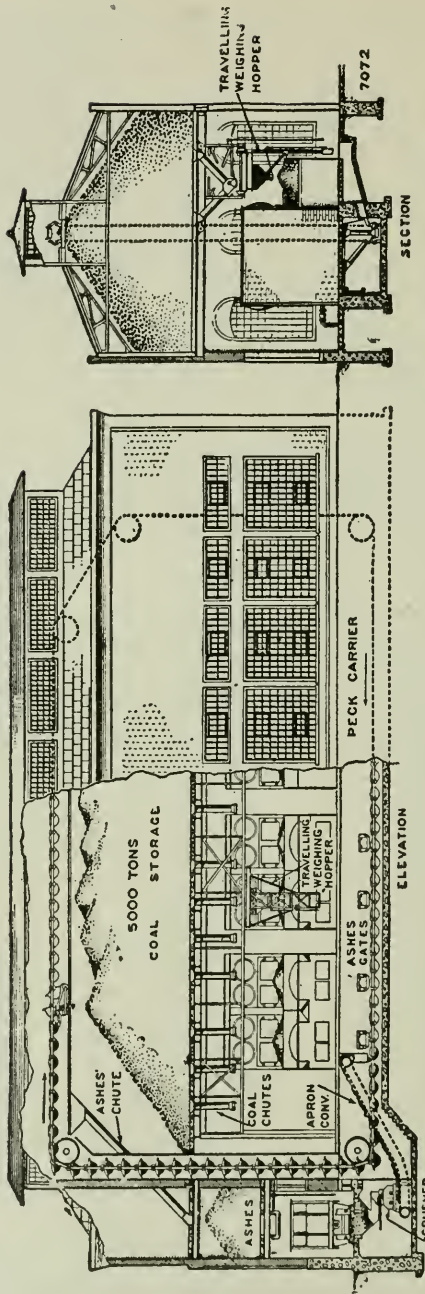 TRAVELLING
WEIGHING
HOPPER
7072
SECTION
5000 TONS
COAL STORAGE
ASHES'
CHUTE
COAL
CHUTES
TRAVELLING
WEIGHING
HOPPER
PECK CARRIER
ASHES
GATES
APRON
CONV.
ASHES
CRUSHER
ELEVATION